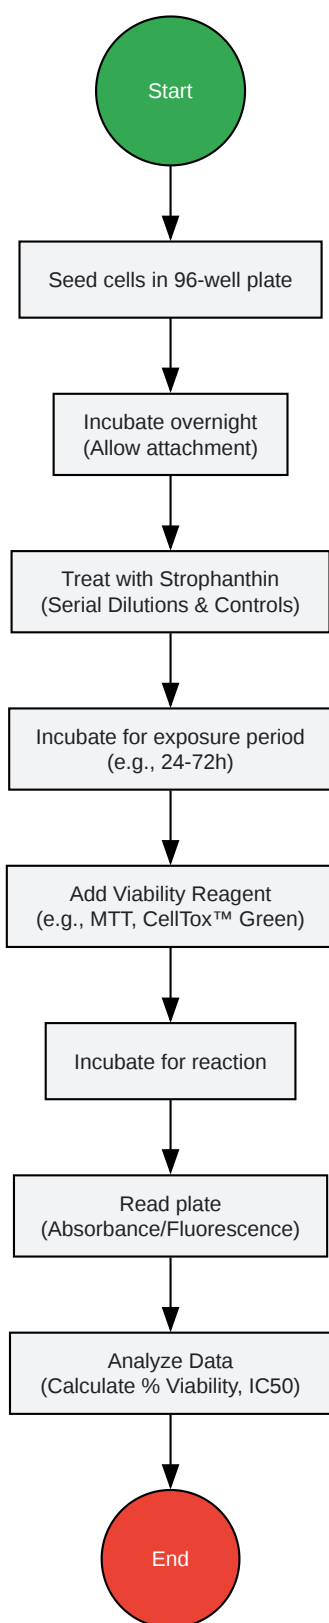 Start
Seed cells in 96-well plate
Incubate overnight
(Allow attachment)
Treat with Strophanthin
(Serial Dilutions & Controls)
Incubate for exposure period
(e.g., 24-72h)
Add Viability Reagent
(e.g., MTT, CellTox™ Green)
Incubate for reaction
Read plate
(Absorbance/Fluorescence)
Analyze Data
(Calculate % Viability, IC50)
End